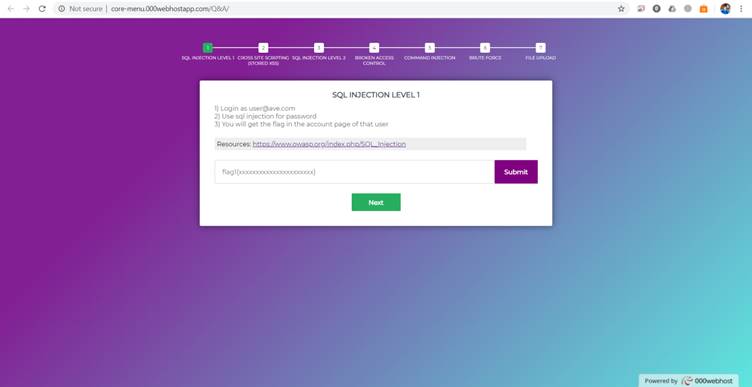 Not secure | core-menu.000webhostapp.com/Q&A/
1 2 3 4 5 6 7
SQL INJECTION LEVEL 1 CROSS SITE SCRIPTING (STORED XSS) SQL INJECTION LEVEL 2 BROKEN ACCESS CONTROL COMMAND INJECTION BRUTE FORCE FILE UPLOAD
SQL INJECTION LEVEL 1
1) Login as user@ave.com
2) Use sql injection for password
3) You will get the flag in the account page of that user
Resources: https://www.owasp.org/index.php/SQL_Injection
flag1{xxxxxxxxxxxxxxxxxxxxxx}
Submit
Next
Powered by 000webhost